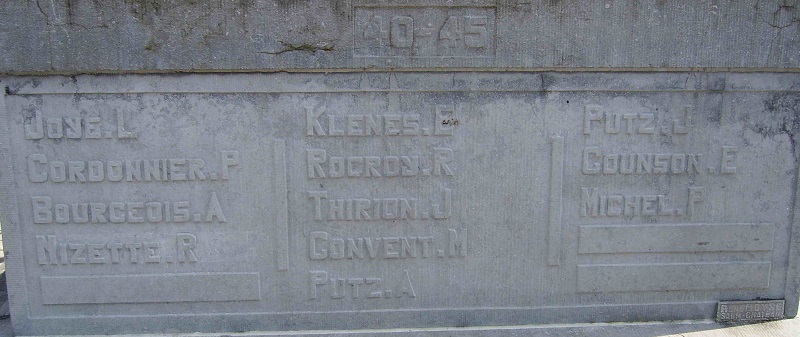 40-45
JOYE.L
CORDONNIER.P
BOURGEOIS.A
NIZETTE.R
KLENES.E
ROCROY.R
THIRION.J
CONVENT.M
PUTZ.A
PUTZ.J
COUNSON.E
MICHEL.P